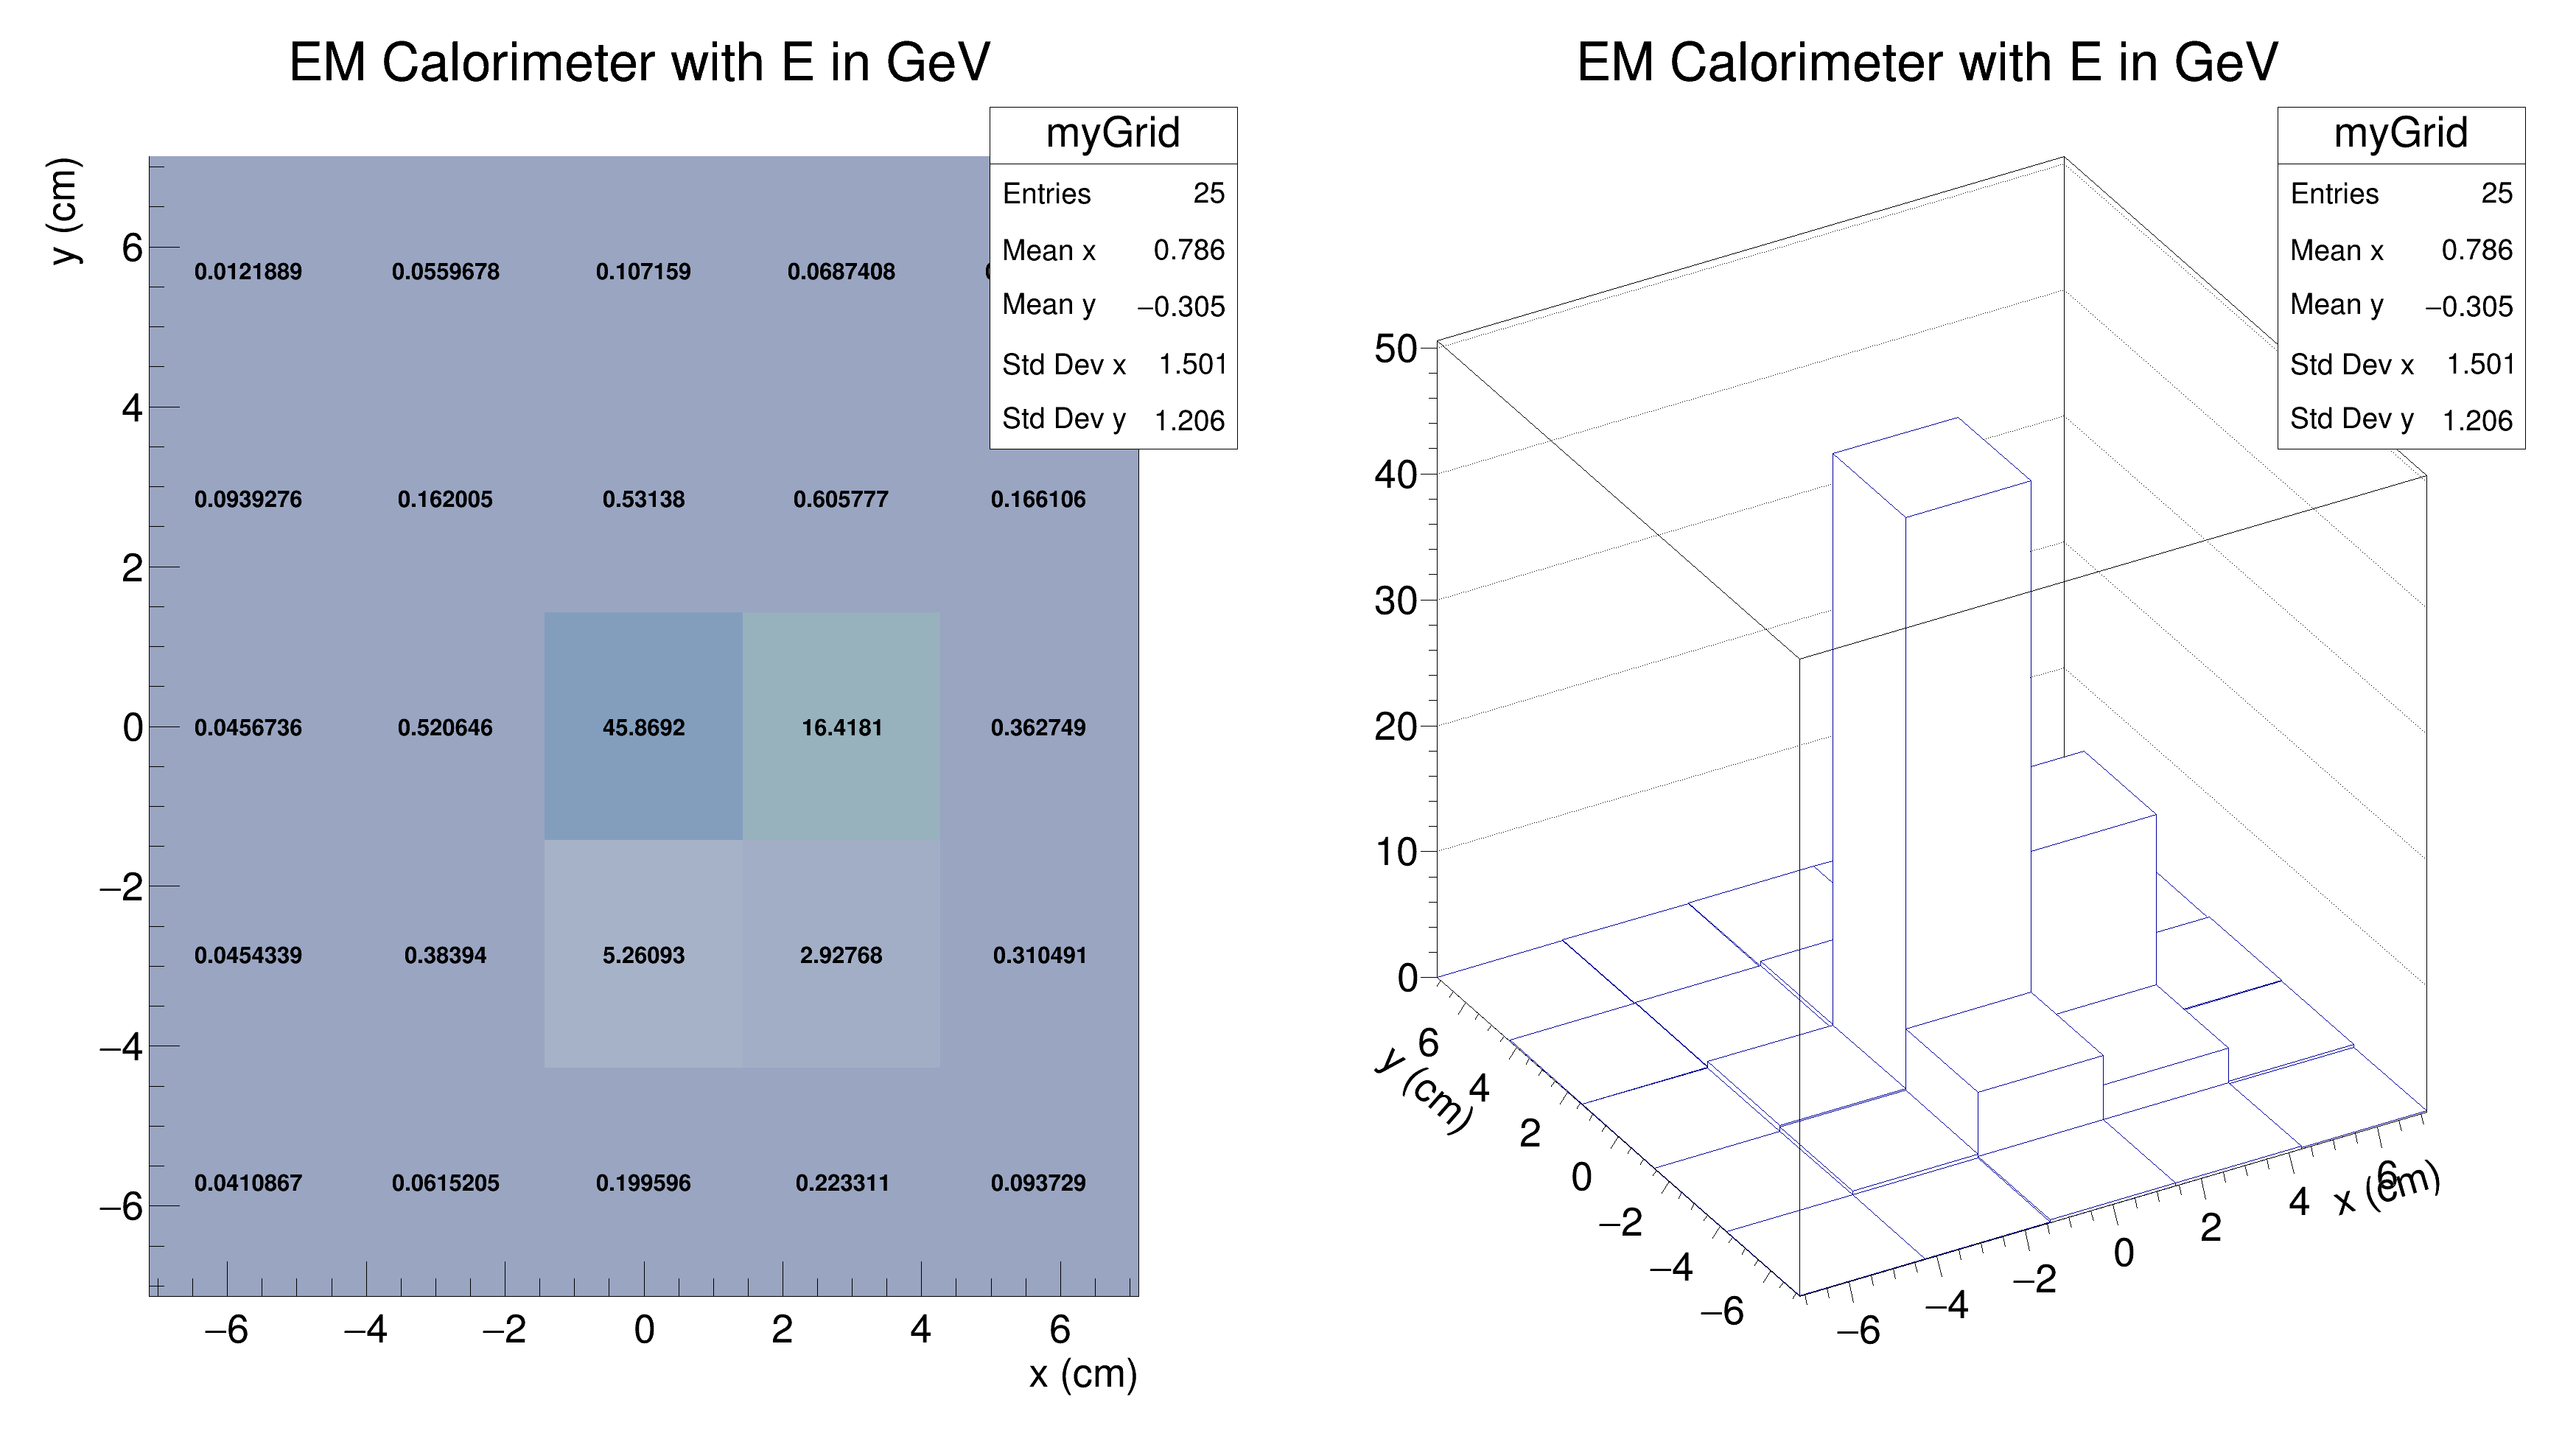 EM Calorimeter with E in GeV
myGrid
Entries 25
Mean x 0.786
Mean y −0.305
Std Dev x 1.501
Std Dev y 1.206
y (cm)
6
4
2
0
−2
−4
−6
0.0121889 0.0559678 0.107159 0.0687408
0.0939276 0.162005 0.53138 0.605777 0.166106
0.0456736 0.520646 45.8692 16.4181 0.362749
0.0454339 0.38394 5.26093 2.92768 0.310491
0.0410867 0.0615205 0.199596 0.223311 0.093729
−6 −4 −2 0 2 4 6
x (cm)
EM Calorimeter with E in GeV
myGrid
Entries 25
Mean x 0.786
Mean y −0.305
Std Dev x 1.501
Std Dev y 1.206
50
40
30
20
10
0
6
4
2
0
−2
−4
−6
y (cm)
−6
−4
−2
0
2
4
6
x (cm)